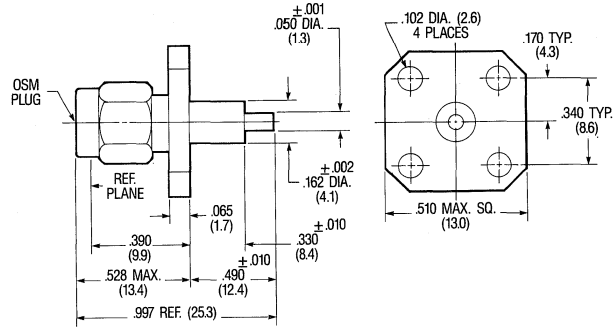 ±.001
.050 DIA.
(1.3)
.102 DIA. (2.6)
4 PLACES
.170 TYP.
(4.3)
OSM
PLUG
.340 TYP.
(8.6)
REF.
PLANE
±.002
.162 DIA.
(4.1)
.065
(1.7)
.510 MAX. SQ.
(13.0)
±.010
.330
(8.4)
.390
(9.9)
±.010
.528 MAX.
(13.4)
.490
(12.4)
.997 REF. (25.3)